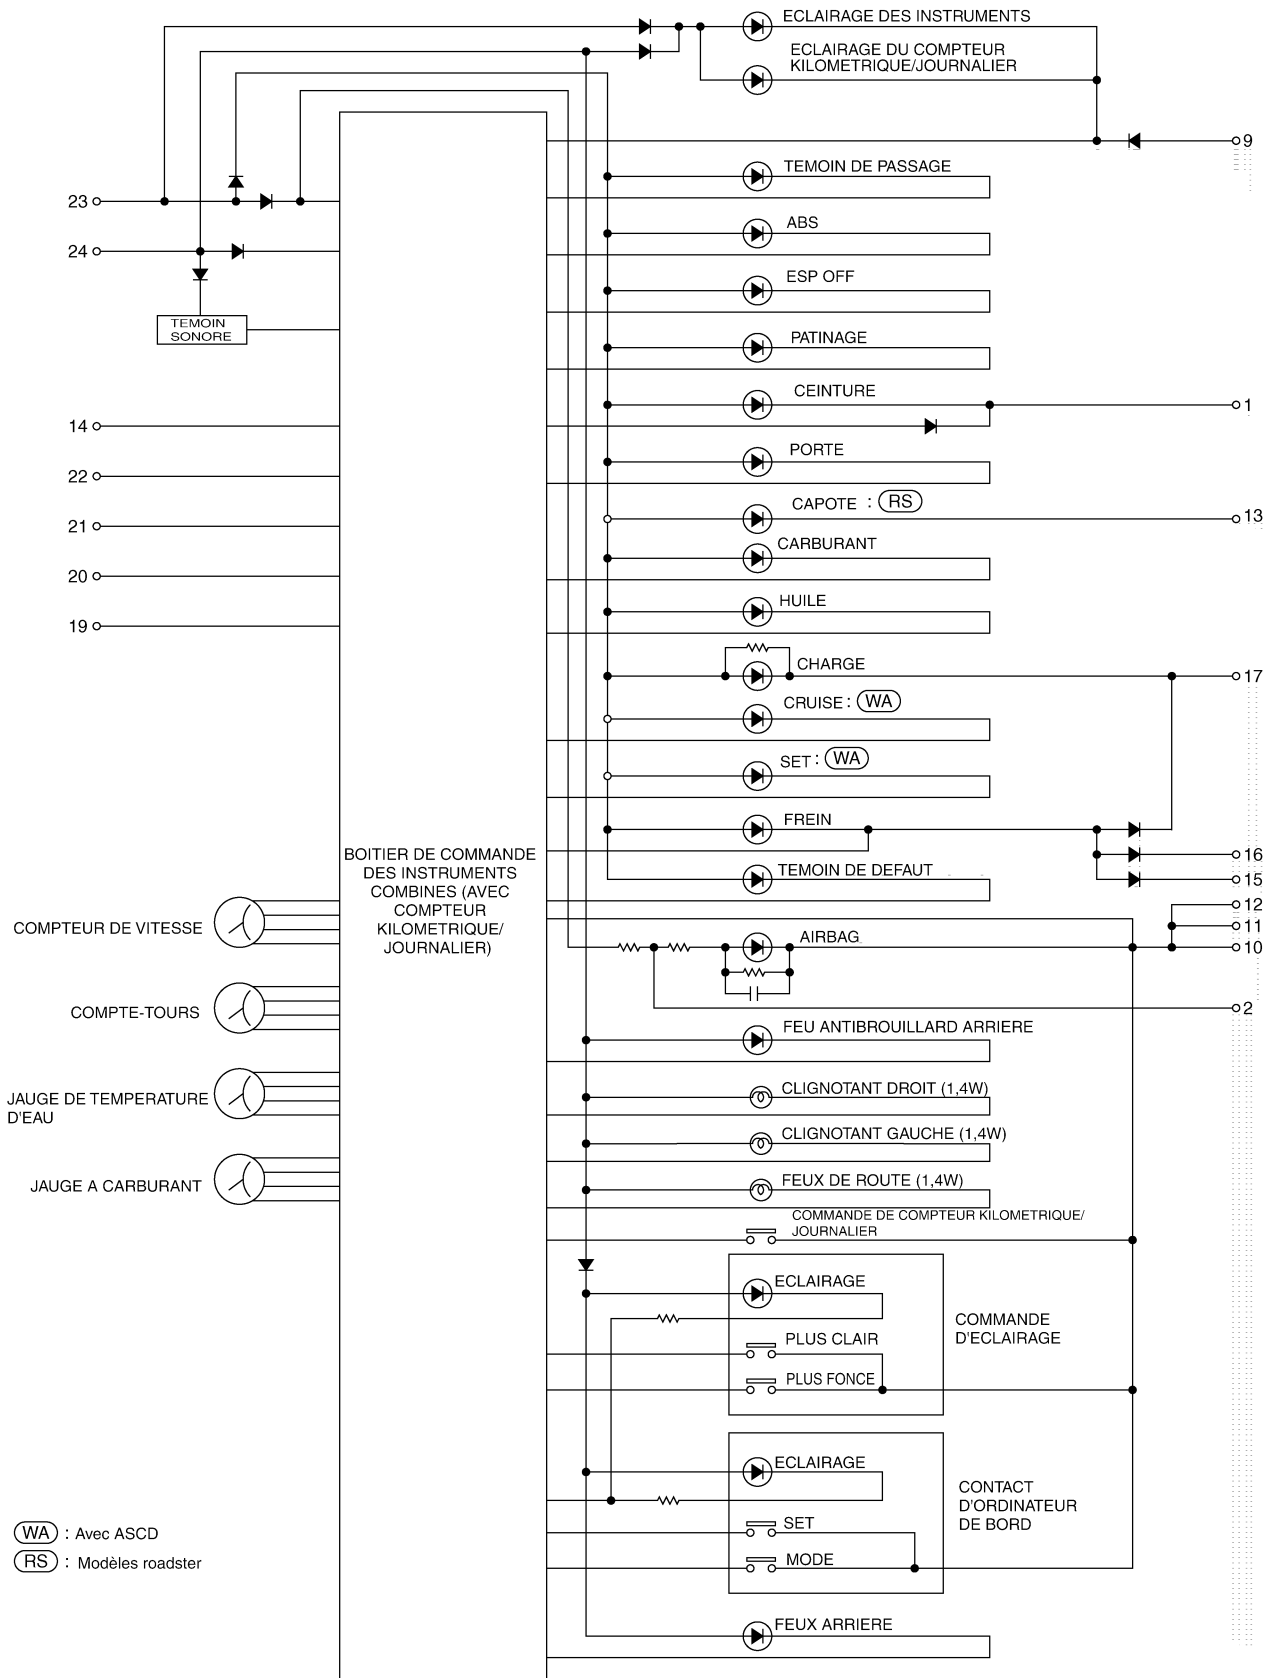 ECLAIRAGE DES INSTRUMENTS
ECLAIRAGE DU COMPTEUR
KILOMETRIQUE/JOURNALIER
9
TEMOIN DE PASSAGE
23
ABS
24
ESP OFF
TEMOIN
SONORE
PATINAGE
CEINTURE
1
14
PORTE
22
CAPOTE : RS
13
21
CARBURANT
20
HUILE
19
CHARGE
17
CRUISE : WA
SET : WA
FREIN
16
TEMOIN DE DEFAUT
15
BOITIER DE COMMANDE
DES INSTRUMENTS
COMBINES (AVEC
COMPTEUR
KILOMETRIQUE/
JOURNALIER)
12
11
AIRBAG
10
COMPTEUR DE VITESSE
2
COMPTE-TOURS
FEU ANTIBROUILLARD ARRIERE
JAUGE DE TEMPERATURE
D'EAU
CLIGNOTANT DROIT (1,4W)
CLIGNOTANT GAUCHE (1,4W)
JAUGE A CARBURANT
FEUX DE ROUTE (1,4W)
COMMANDE DE COMPTEUR KILOMETRIQUE/
JOURNALIER
ECLAIRAGE
PLUS CLAIR
PLUS FONCE
COMMANDE
D'ECLAIRAGE
ECLAIRAGE
SET
MODE
CONTACT
D'ORDINATEUR
DE BORD
WA : Avec ASCD
RS : Modèles roadster
FEUX ARRIERE